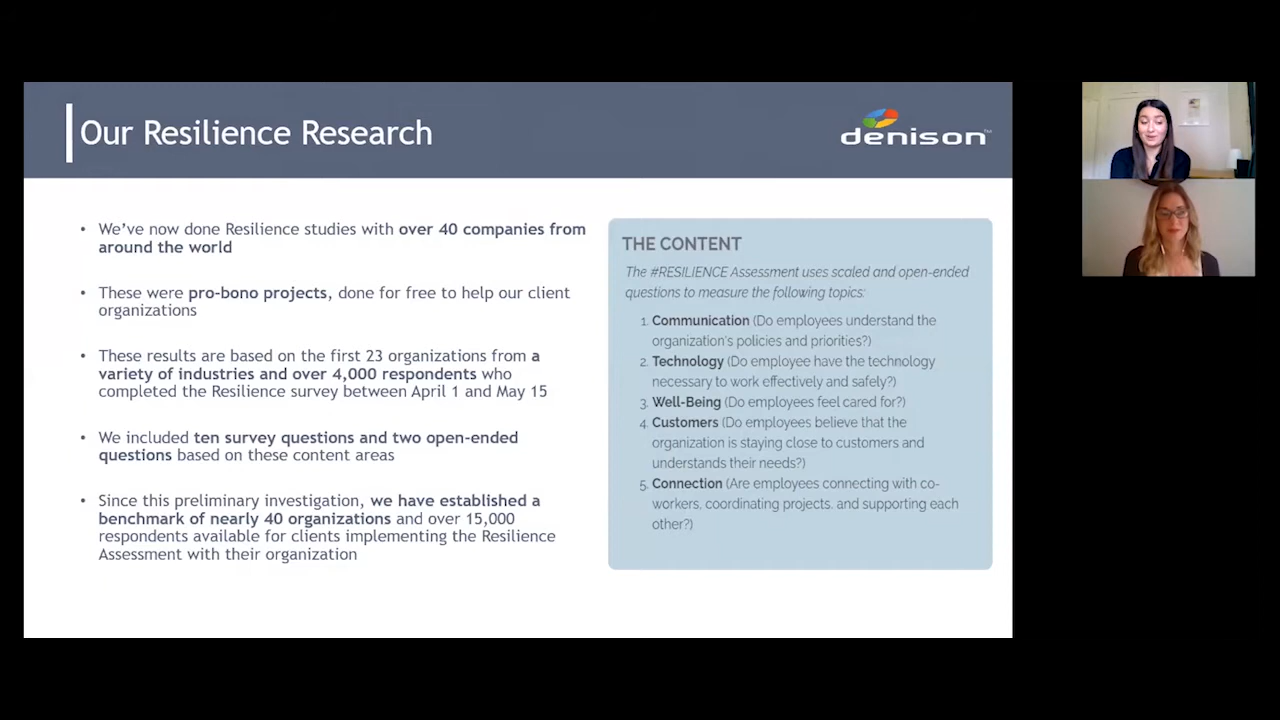 Our Resilience Research
denison™
• We've now done Resilience studies with over 40 companies from
around the world
• These were pro-bono projects, done for free to help our client
organizations
• These results are based on the first 23 organizations from a
variety of industries and over 4,000 respondents who
completed the Resilience survey between April 1 and May 15
• We included ten survey questions and two open-ended
questions based on these content areas
• Since this preliminary investigation, we have established a
benchmark of nearly 40 organizations and over 15,000
respondents available for clients implementing the Resilience
Assessment with their organization
THE CONTENT
The #RESILIENCE Assessment uses scaled and open-ended
questions to measure the following topics:
1. Communication (Do employees understand the
organization's policies and priorities?)
2. Technology (Do employee have the technology
necessary to work effectively and safely?)
3. Well-Being (Do employees feel cared for?)
4. Customers (Do employees believe that the
organization is staying close to customers and
understands their needs?)
5. Connection (Are employees connecting with co-
workers, coordinating projects, and supporting each
other?)